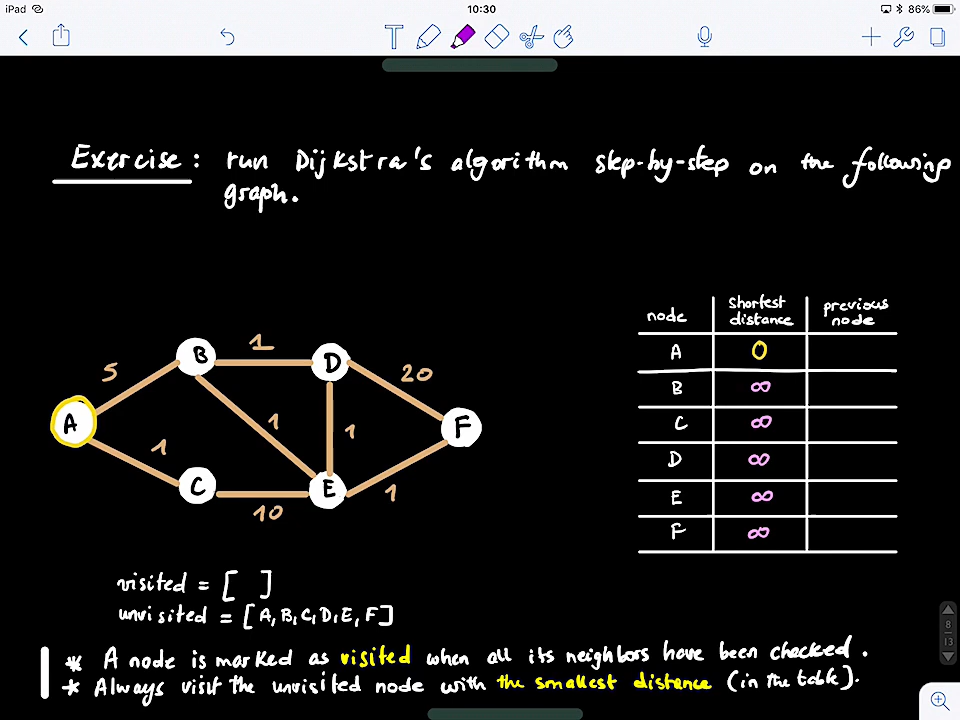 iPad 10:30 86%
T
Exercise: run Dijkstra's algorithm step-by-step on the following
graph.
node shortest distance previous node
A 0
B ∞
C ∞
D ∞
E ∞
F ∞
B 1 D
5 20
A 1 1 F
1
C E 1
10
visited = [ ]
unvisited = [A, B, C, D, E, F]
* A node is marked as visited when all its neighbors have been checked.
* Always visit the unvisited node with the smallest distance (in the table).
8
13